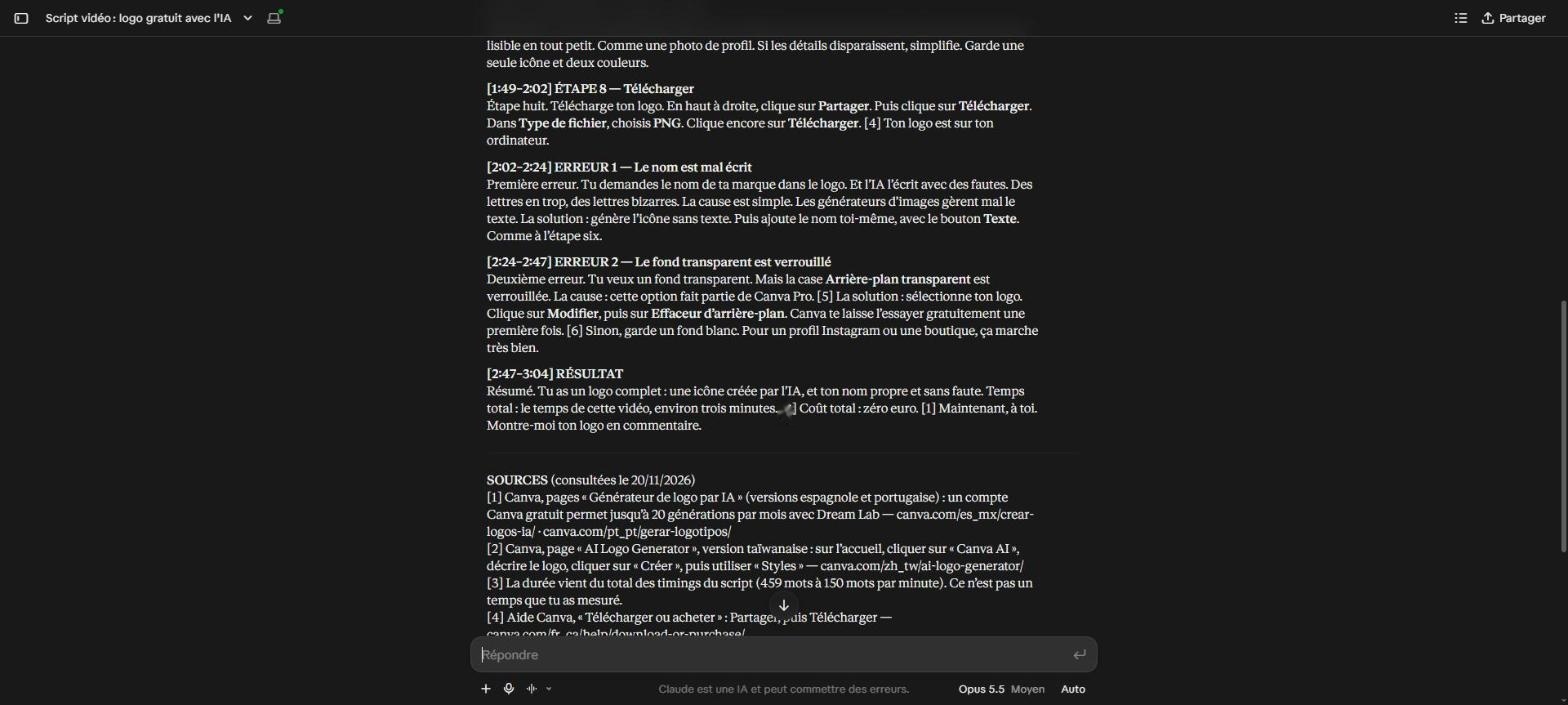 Script vidéo : logo gratuit avec l'IA
Partager
lisible en tout petit. Comme une photo de profil. Si les détails disparaissent, simplifie. Garde une
seule icône et deux couleurs.
[1:49–2:02] ÉTAPE 8 — Télécharger
Étape huit. Télécharge ton logo. En haut à droite, clique sur Partager. Puis clique sur Télécharger.
Dans Type de fichier, choisis PNG. Clique encore sur Télécharger. [4] Ton logo est sur ton
ordinateur.
[2:02–2:24] ERREUR 1 — Le nom est mal écrit
Première erreur. Tu demandes le nom de ta marque dans le logo. Et l'IA l'écrit avec des fautes. Des
lettres en trop, des lettres bizarres. La cause est simple. Les générateurs d'images gèrent mal le
texte. La solution : génère l'icône sans texte. Puis ajoute le nom toi-même, avec le bouton Texte.
Comme à l'étape six.
[2:24–2:47] ERREUR 2 — Le fond transparent est verrouillé
Deuxième erreur. Tu veux un fond transparent. Mais la case Arrière-plan transparent est
verrouillée. La cause : cette option fait partie de Canva Pro. [5] La solution : sélectionne ton logo.
Clique sur Modifier, puis sur Effaceur d'arrière-plan. Canva te laisse l'essayer gratuitement une
première fois. [6] Sinon, garde un fond blanc. Pour un profil Instagram ou une boutique, ça marche
très bien.
[2:47–3:04] RÉSULTAT
Résumé. Tu as un logo complet : une icône créée par l'IA, et ton nom propre et sans faute. Temps
total : le temps de cette vidéo, environ trois minutes. ] Coût total : zéro euro. [1] Maintenant, à toi.
Montre-moi ton logo en commentaire.
SOURCES (consultées le 20/11/2026)
[1] Canva, pages « Générateur de logo par IA » (versions espagnole et portugaise) : un compte
Canva gratuit permet jusqu'à 20 générations par mois avec Dream Lab — canva.com/es_mx/crear-
logos-ia/ · canva.com/pt_pt/gerar-logotipos/
[2] Canva, page « AI Logo Generator », version taïwanaise : sur l'accueil, cliquer sur « Canva AI »,
décrire le logo, cliquer sur « Créer », puis utiliser « Styles » — canva.com/zh_tw/ai-logo-generator/
[3] La durée vient du total des timings du script (459 mots à 150 mots par minute). Ce n'est pas un
temps que tu as mesuré.
[4] Aide Canva, « Télécharger ou acheter » : Partager, puis Télécharger —
canva.com/fr_ca/help/download-or-purchase/
Répondre
Claude est une IA et peut commettre des erreurs.
Opus 5.5 Moyen
Auto